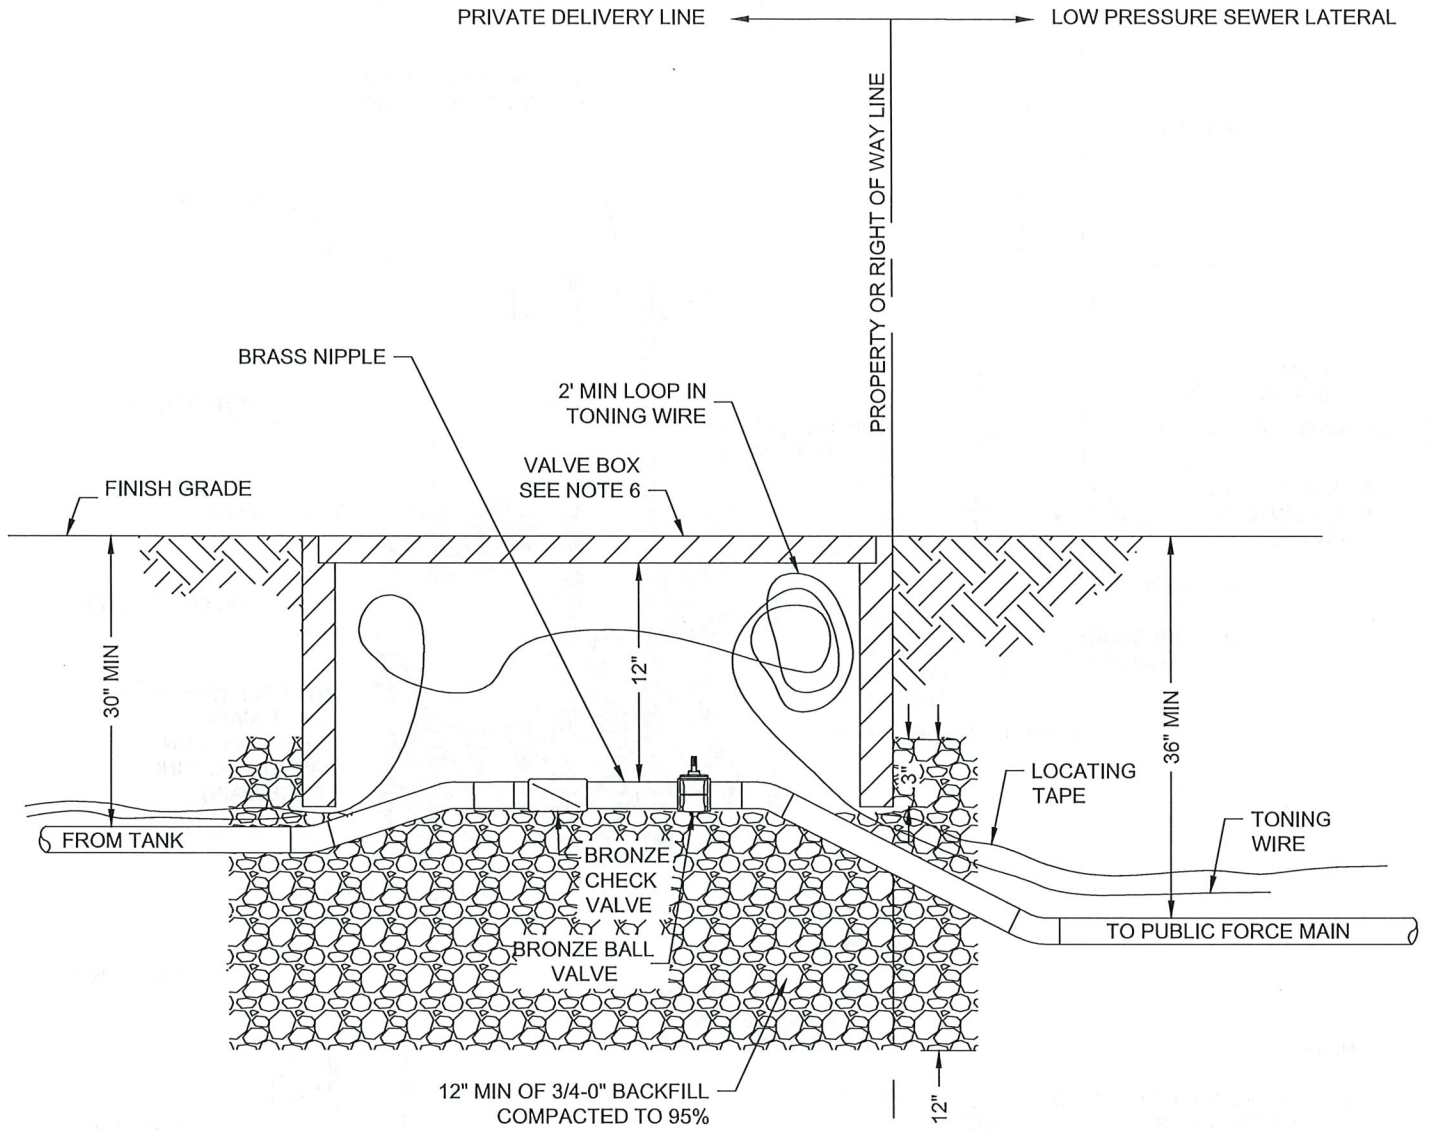 PRIVATE DELIVERY LINE
LOW PRESSURE SEWER LATERAL
PROPERTY OR RIGHT OF WAY LINE
BRASS NIPPLE
2' MIN LOOP IN
TONING WIRE
VALVE BOX
SEE NOTE 6
FINISH GRADE
30" MIN
12"
36" MIN
3"
LOCATING
TAPE
TONING
WIRE
FROM TANK
BRONZE
CHECK
VALVE
BRONZE BALL
VALVE
TO PUBLIC FORCE MAIN
12" MIN OF 3/4-0" BACKFILL
COMPACTED TO 95%
12"